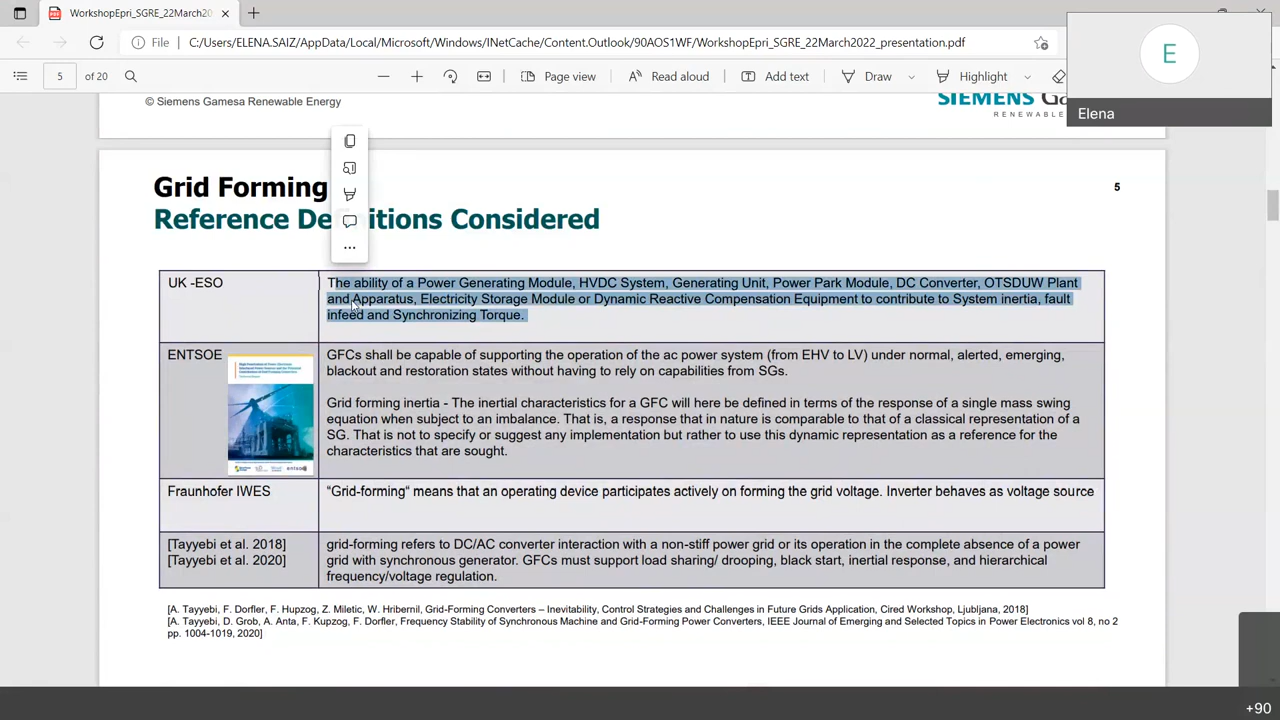 WorkshopEpri_SGRE_22March20
File
C:/Users/ELENA.SAIZ/AppData/Local/Microsoft/Windows/INetCache/Content.Outlook/90AOS1WF/WorkshopEpri_SGRE_22March2022_presentation.pdf
5 of 20
Page view
Read aloud
Add text
Draw
Highlight
Elena
© Siemens Gamesa Renewable Energy
SIEMENS Ga
RENEWABLE
Grid Forming
5
Reference De itions Considered
UK -ESO
The ability of a Power Generating Module, HVDC System, Generating Unit, Power Park Module, DC Converter, OTSDUW Plant
and Apparatus, Electricity Storage Module or Dynamic Reactive Compensation Equipment to contribute to System inertia, fault
infeed and Synchronizing Torque.
ENTSOE
GFCs shall be capable of supporting the operation of the ac power system (from EHV to LV) under normal, alerted, emerging,
blackout and restoration states without having to rely on capabilities from SGs.
Grid forming inertia - The inertial characteristics for a GFC will here be defined in terms of the response of a single mass swing
equation when subject to an imbalance. That is, a response that in nature is comparable to that of a classical representation of a
SG. That is not to specify or suggest any implementation but rather to use this dynamic representation as a reference for the
characteristics that are sought.
Fraunhofer IWES
“Grid-forming“ means that an operating device participates actively on forming the grid voltage. Inverter behaves as voltage source
[Tayyebi et al. 2018]
[Tayyebi et al. 2020]
grid-forming refers to DC/AC converter interaction with a non-stiff power grid or its operation in the complete absence of a power
grid with synchronous generator. GFCs must support load sharing/ drooping, black start, inertial response, and hierarchical
frequency/voltage regulation.
[A. Tayyebi, F. Dorfler, F. Hupzog, Z. Miletic, W. Hribernil, Grid-Forming Converters – Inevitability, Control Strategies and Challenges in Future Grids Application, Cired Workshop, Ljubljana, 2018]
[A. Tayyebi, D. Grob, A. Anta, F. Kupzog, F. Dorfler, Frequency Stability of Synchronous Machine and Grid-Forming Power Converters, IEEE Journal of Emerging and Selected Topics in Power Electronics vol 8, no 2
pp. 1004-1019, 2020]
E
+90